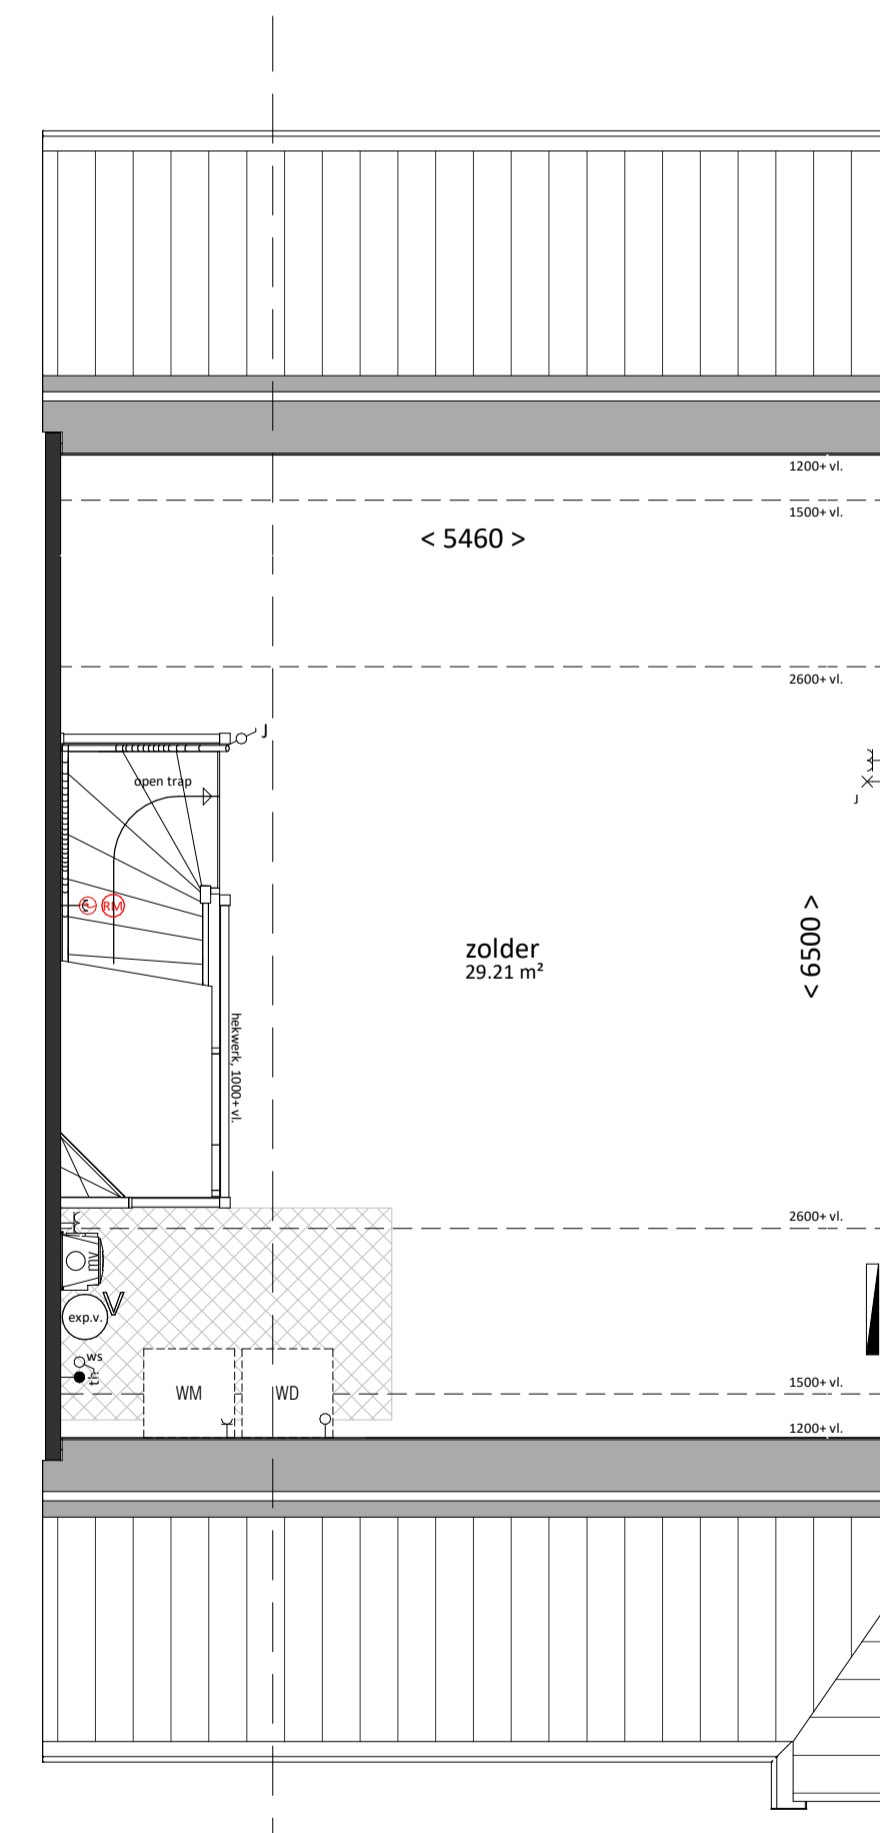 1200+ vl.
1500+ vl.
< 5460 >
2600+ vl.
J
open trap
J
RM
zolder
29.21 m²
< 6500 >
hekwerk, 1000+ vl.
2600+ vl.
mv
exp.v.
ws
th.
WM
WD
1500+ vl.
1200+ vl.